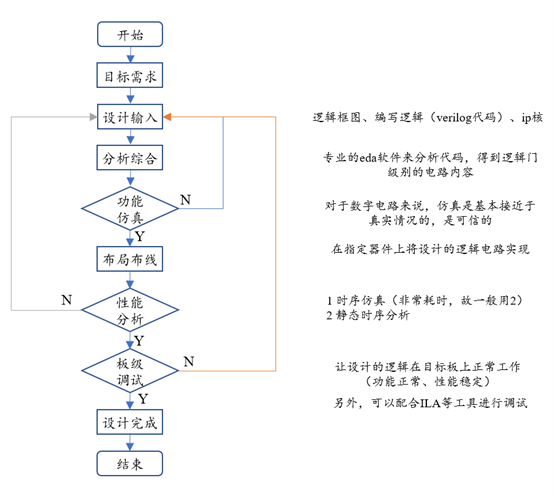 开始
目标需求
设计输入
逻辑框图、编写逻辑（verilog代码）、ip核
分析综合
专业的eda软件来分析代码，得到逻辑门
级别的电路内容
功能
仿真
N
Y
对于数字电路来说，仿真是基本接近于
真实情况的，是可信的
布局布线
在指定器件上将设计的逻辑电路实现
性能
分析
N
Y
1 时序仿真（非常耗时，故一般用2）
2 静态时序分析
板级
调试
N
Y
让设计的逻辑在目标板上正常工作
（功能正常、性能稳定）
另外，可以配合ILA等工具进行调试
设计完成
结束